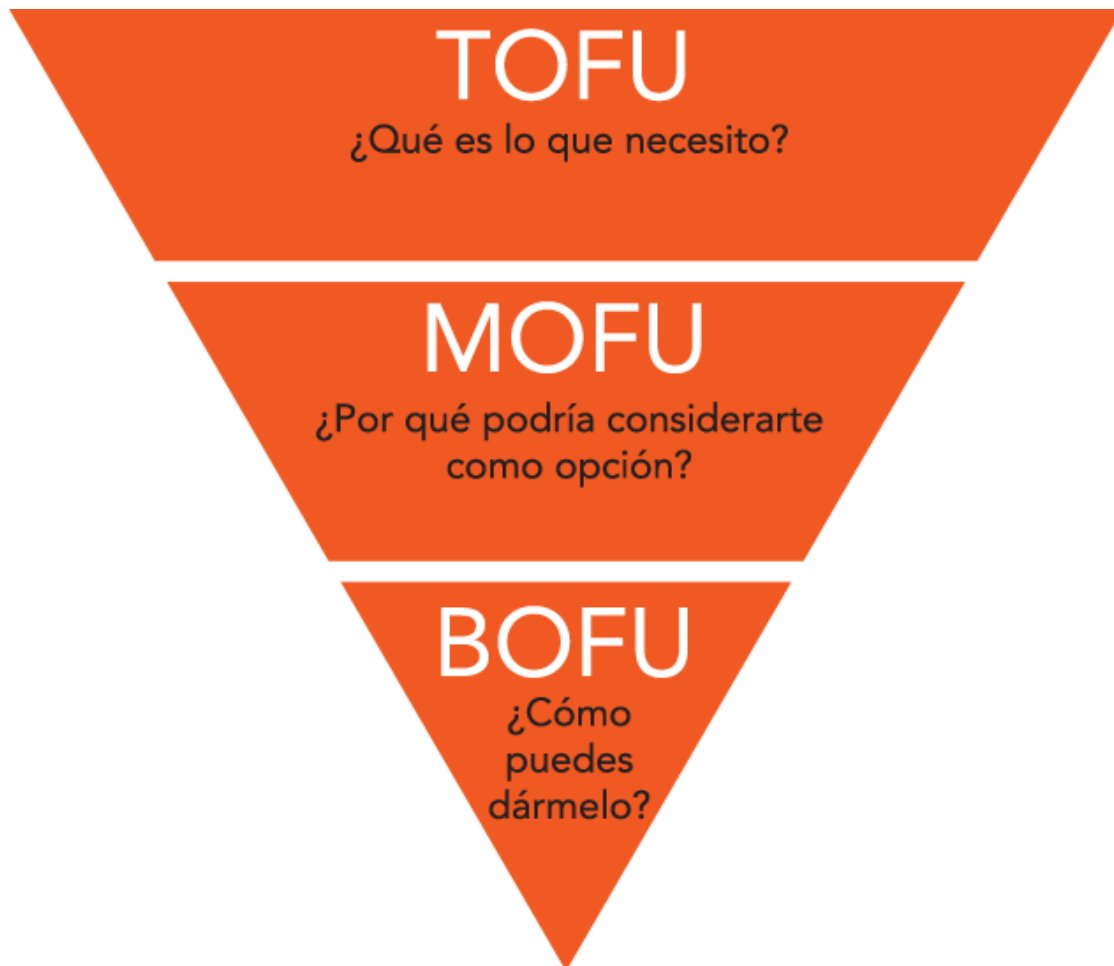 TOFU
¿Qué es lo que necesito?
MOFU
¿Por qué podría considerarte
como opción?
BOFU
¿Cómo
puedes
dármelo?